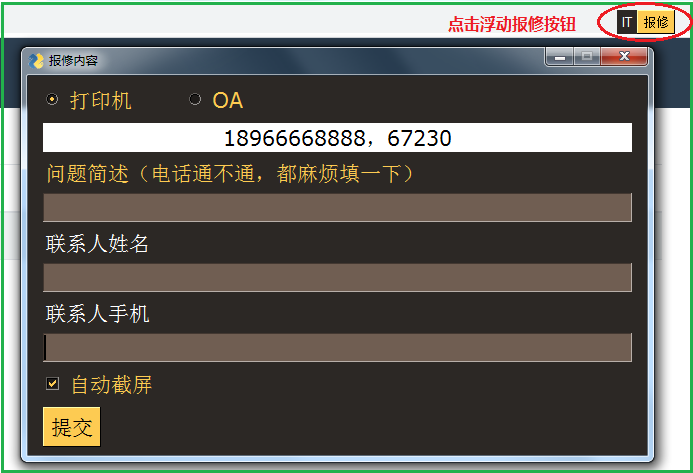 点击浮动报修按钮
IT 报修
报修内容
打印机 OA
18966668888，67230
问题简述（电话通不通，都麻烦填一下）
联系人姓名
联系人手机
自动截屏
提交